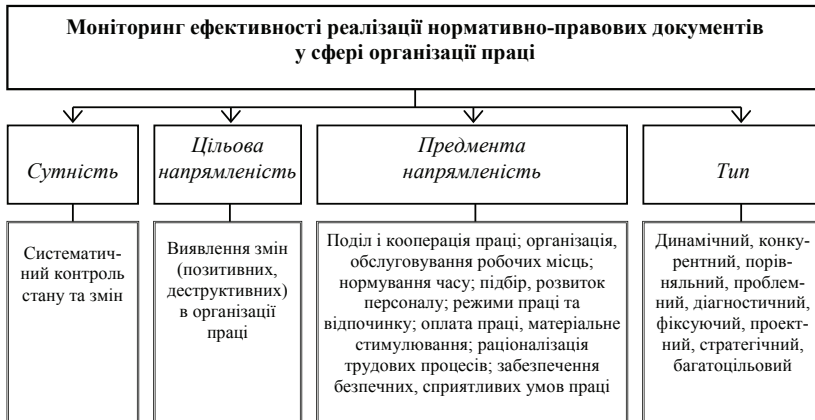 Моніторинг ефективності реалізації нормативно-правових документів
у сфері організації праці
Сутність
Цільова
напрямленість
Предмента
напрямленість
Тип
Систематич-
ний контроль
стану та змін
Виявлення змін
(позитивних,
деструктивних)
в організації
праці
Поділ і кооперація праці; організація,
обслуговування робочих місць;
нормування часу; підбір, розвиток
персоналу; режими праці та
відпочинку; оплата праці, матеріальне
стимулювання; раціоналізація
трудових процесів; забезпечення
безпечних, сприятливих умов праці
Динамічний, конку-
рентний, порів-
няльний, проблем-
ний, діагностичний,
фіксуючий, проект-
ний, стратегічний,
багатоцільовий